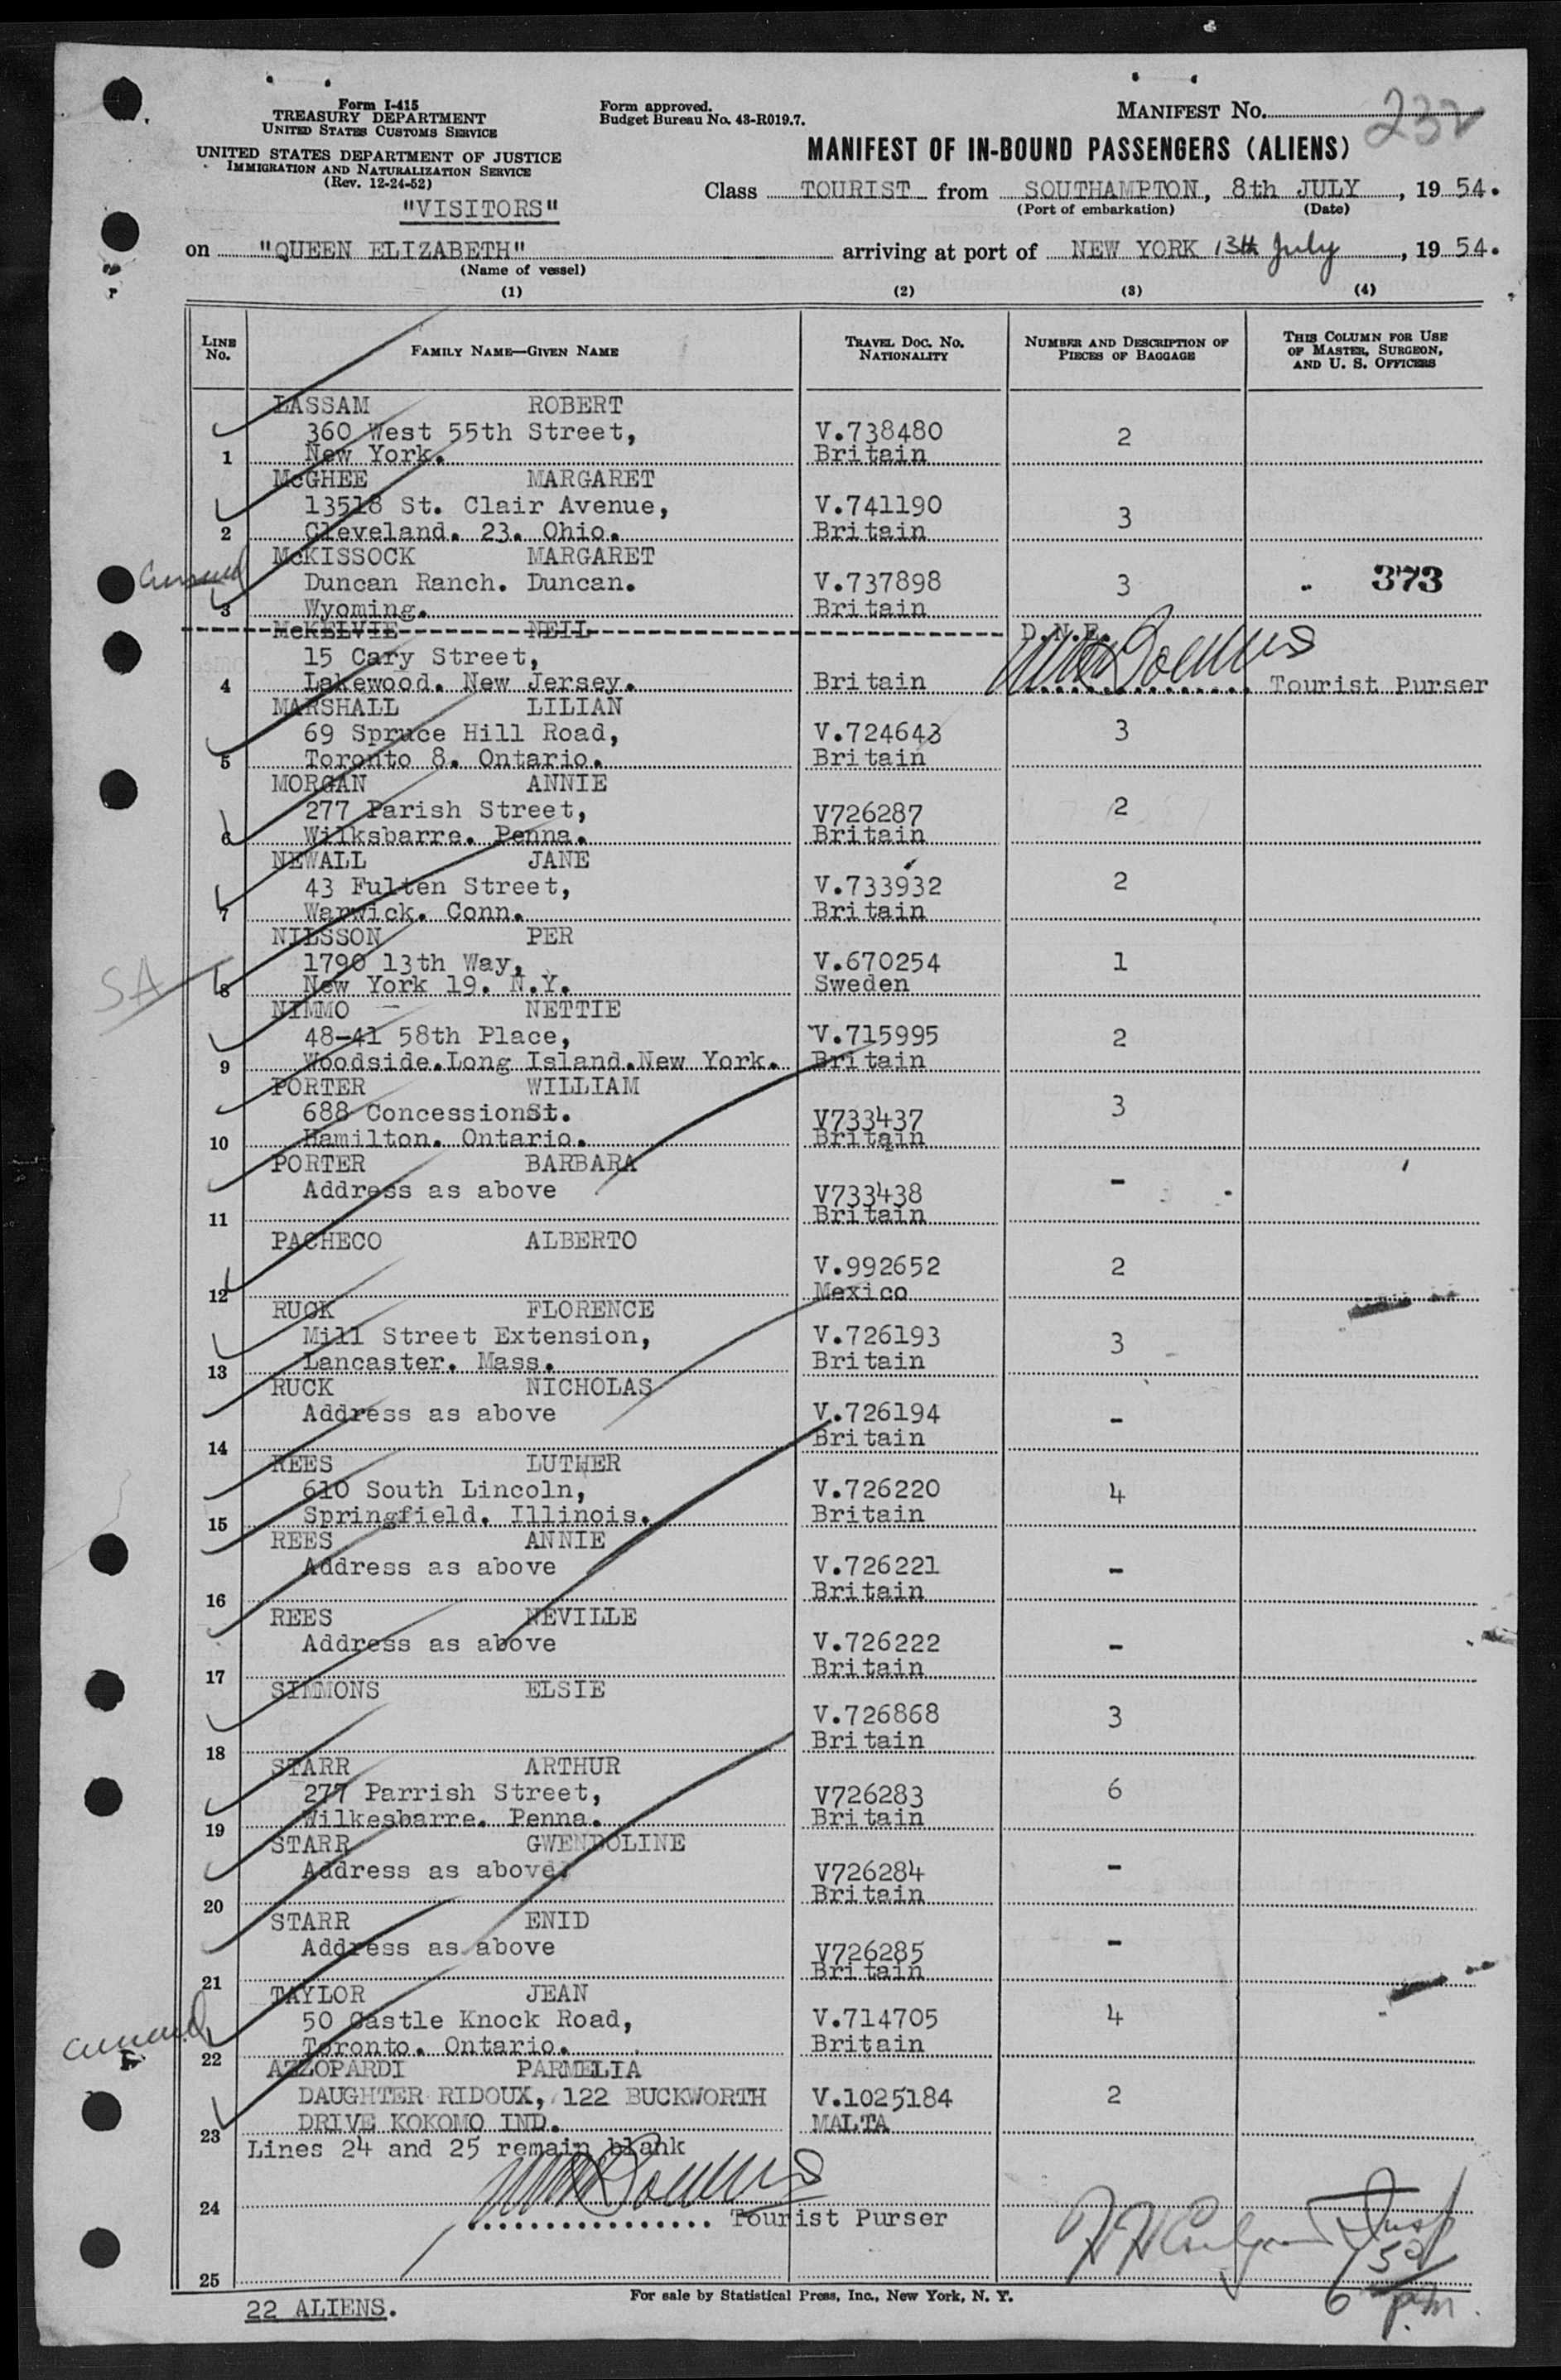 Form I-415
TREASURY DEPARTMENT
UNITED STATES CUSTOMS SERVICE
UNITED STATES DEPARTMENT OF JUSTICE
IMMIGRATION AND NATURALIZATION SERVICE
(Rev. 12-24-52)
"VISITORS"
Form approved.
Budget Bureau No. 43-R019.7.
MANIFEST No. 232
MANIFEST OF IN-BOUND PASSENGERS (ALIENS)
Class TOURIST from SOUTHAMPTON, 8th JULY, 1954.
(Port of embarkation) (Date)
on "QUEEN ELIZABETH" arriving at port of NEW YORK 13th July, 1954.
(Name of vessel)
(1) (2) (3) (4)
LINE No. FAMILY NAME—GIVEN NAME TRAVEL DOC. No. NATIONALITY NUMBER AND DESCRIPTION OF PIECES OF BAGGAGE THIS COLUMN FOR USE OF MASTER, SURGEON, AND U. S. OFFICERS
LASSAM ROBERT
360 West 55th Street, V.738480 2
1 New York. Britain
McGHEE MARGARET
13518 St. Clair Avenue, V.741190 3
2 Cleveland. 23. Ohio. Britain
McKISSOCK MARGARET
Duncan Ranch. Duncan. V.737898 3 373
3 Wyoming. Britain
McKELVIE NEIL D.N.E.
15 Cary Street,
4 Lakewood. New Jersey. Britain Tourist Purser
MARSHALL LILIAN
69 Spruce Hill Road, V.724643 3
5 Toronto 8. Ontario. Britain
MORGAN ANNIE
277 Parish Street, V726287 2
6 Wilksbarre. Penna. Britain
NEWALL JANE
43 Fulten Street, V.733932 2
7 Warwick. Conn. Britain
NILSSON PER
1790 13th Way, V.670254 1
SA 8 New York 19. N.Y. Sweden
NIMMO NETTIE
48-41 58th Place, V.715995 2
9 Woodside.Long Island.New York. Britain
PORTER WILLIAM
688 ConcessionSt. V733437 3
10 Hamilton. Ontario. Britain
PORTER BARBARA
Address as above V733438 -
11 Britain
PACHECO ALBERTO
V.992652 2
12 Mexico
RUCK FLORENCE
Mill Street Extension, V.726193 3
13 Lancaster. Mass. Britain
RUCK NICHOLAS
Address as above V.726194 -
14 Britain
REES LUTHER
610 South Lincoln, V.726220 4
15 Springfield. Illinois. Britain
REES ANNIE
Address as above V.726221 -
16 Britain
REES NEVILLE
Address as above V.726222 -
17 Britain
SIMMONS ELSIE
V.726868 3
18 Britain
STARR ARTHUR
277 Parrish Street, V726283 6
19 Wilkesbarre. Penna. Britain
STARR GWENDOLINE
Address as above. V726284 -
20 Britain
STARR ENID
Address as above V726285 -
21 Britain
TAYLOR JEAN
50 Castle Knock Road, V.714705 4
22 Toronto. Ontario. Britain
AZZOPARDI PARMELIA
DAUGHTER RIDOUX, 122 BUCKWORTH V.1025184 2
23 DRIVE KOKOMO IND. MALTA
Lines 24 and 25 remain blank
24
Tourist Purser
25
For sale by Statistical Press, Inc., New York, N. Y.
22 ALIENS.